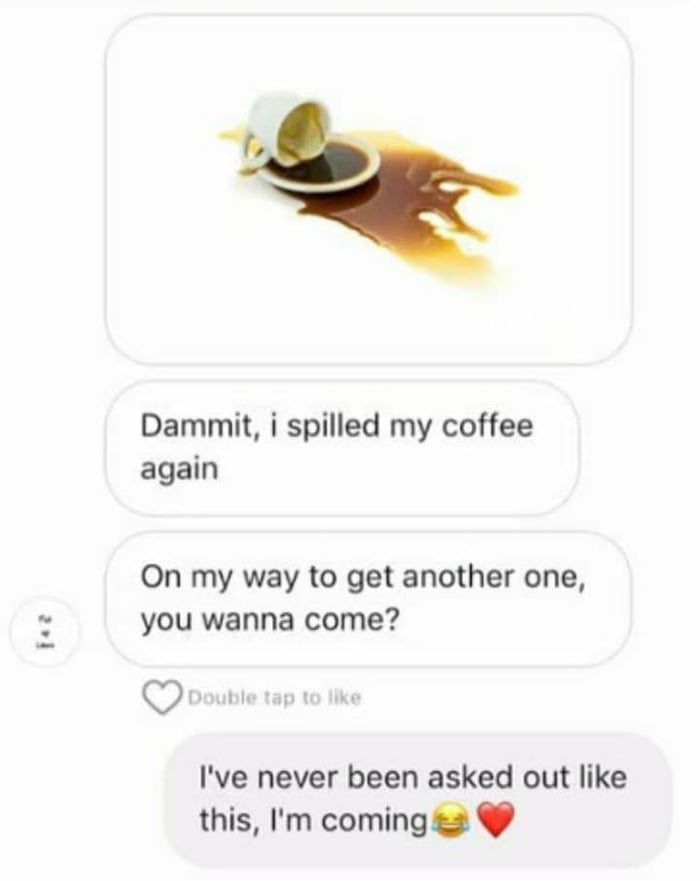 Dammit, i spilled my coffee
again
On my way to get another one,
you wanna come?
Double tap to like
I've never been asked out like
this, I'm coming😂❤️